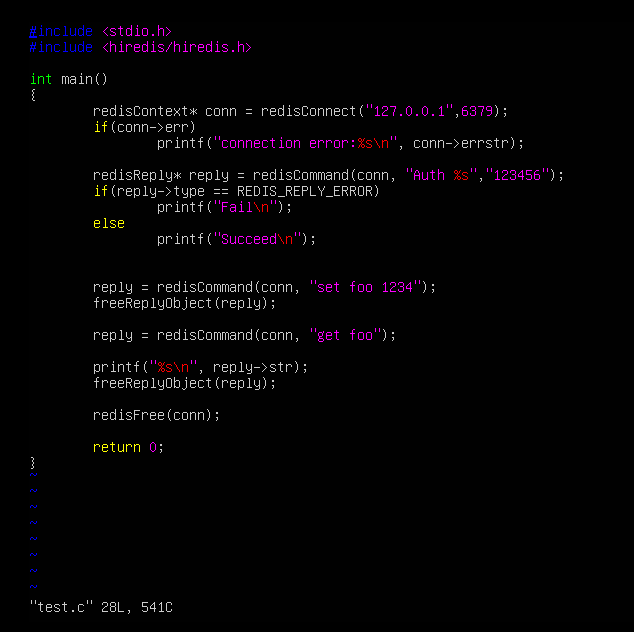 #include <stdio.h>
#include <hiredis/hiredis.h>

int main()
{
        redisContext* conn = redisConnect("127.0.0.1",6379);
        if(conn->err)
                printf("connection error:%s\n", conn->errstr);

        redisReply* reply = redisCommand(conn, "Auth %s","123456");
        if(reply->type == REDIS_REPLY_ERROR)
                printf("Fail\n");
        else
                printf("Succeed\n");


        reply = redisCommand(conn, "set foo 1234");
        freeReplyObject(reply);

        reply = redisCommand(conn, "get foo");

        printf("%s\n", reply->str);
        freeReplyObject(reply);

        redisFree(conn);

        return 0;
}
~
~
~
~
~
~
~
~
"test.c" 28L, 541C